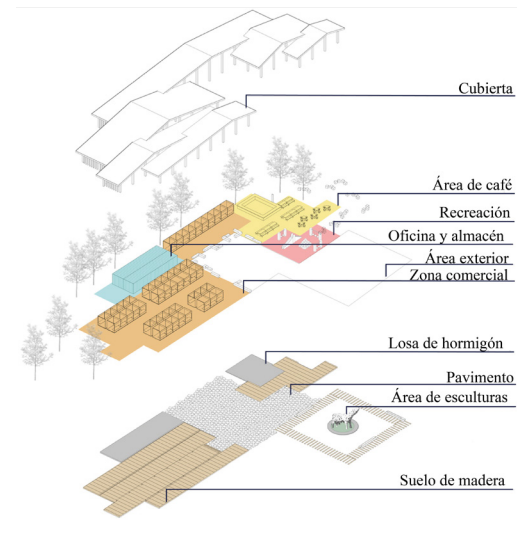 Cubierta
Área de café
Recreación
Oficina y almacén
Área exterior
Zona comercial
Losa de hormigón
Pavimento
Área de esculturas
Suelo de madera